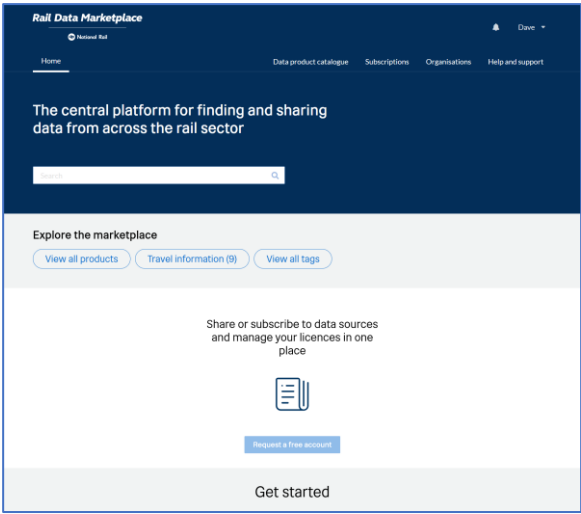 Rail Data Marketplace
National Rail
Dave
Home
Data product catalogue
Subscriptions
Organisations
Help and support
The central platform for finding and sharing
data from across the rail sector
Search
Explore the marketplace
View all products
Travel information (9)
View all tags
Share or subscribe to data sources
and manage your licences in one
place
Request a free account
Get started